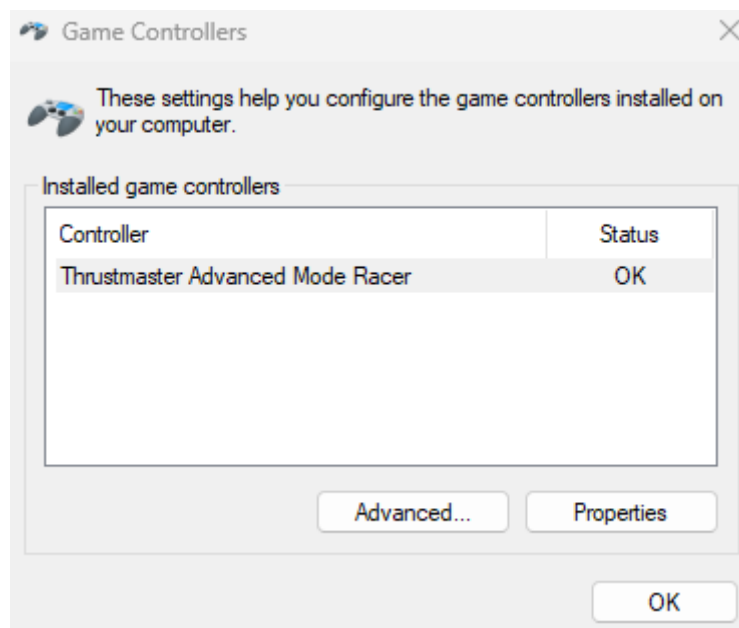 Game Controllers
These settings help you configure the game controllers installed on
your computer.
Installed game controllers
Controller Status
Thrustmaster Advanced Mode Racer OK
Advanced... Properties
OK